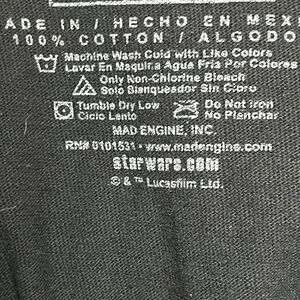 ADE IN / HECHO EN MEX
100% COTTON / ALGODO
Machine Wash Cold with Like Colors
Lavar En Maquina Agua Fria Por Colores
Only Non-Chlorine Bleach
Solo Blanqueador Sin Cloro
Tumble Dry Low
Ciclo Lento
Do Not Iron
No Planchar
MAD ENGINE, INC.
RN# 0101531 • www.madengine.com
starwars.com
© & ™ Lucasfilm Ltd.